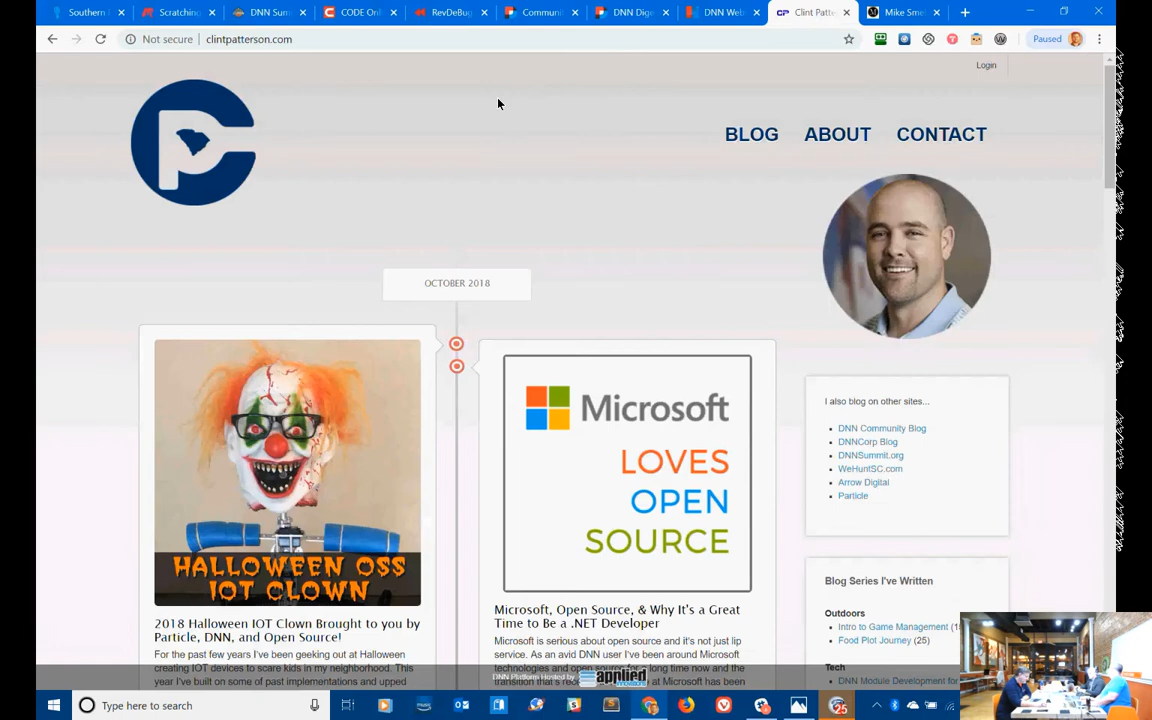 Southern
Scratching
DNN Sum
CODE Onl
RevDeBug
Communi
DNN Dige
DNN Web
Clint Patte
Mike Sme
Not secure
clintpatterson.com
Paused
Login
BLOG
ABOUT
CONTACT
OCTOBER 2018
HALLOWEEN OSS
IOT CLOWN
2018 Halloween IOT Clown Brought to you by
Particle, DNN, and Open Source!
For the past few years I've been geeking out at Halloween
creating IOT devices to scare kids in my neighborhood. This
year I've built on some of past implementations and upped
Microsoft
LOVES
OPEN
SOURCE
Microsoft, Open Source, & Why It's a Great
Time to Be a .NET Developer
Microsoft is serious about open source and it's not just lip
service. As an avid DNN user I've been around Microsoft
technologies and open source for a long time now and the
I also blog on other sites...
DNN Community Blog
DNNCorp Blog
DNNSummit.org
WeHuntSC.com
Arrow Digital
Particle
Blog Series I've Written
Outdoors
Intro to Game Management
Food Plot Journey (25)
Tech
DNN Module Development for
DNN Platform Hosted by
applied
Type here to search
25